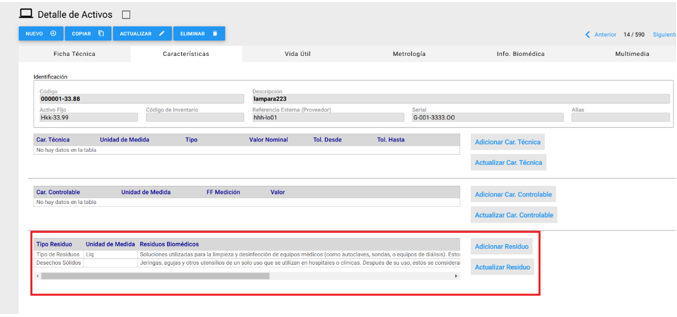 Detalle de Activos
NUEVO COPIAR ACTUALIZAR ELIMINAR Anterior 14 / 590 Siguient
Ficha Técnica Características Vida Útil Metrología Info. Biomédica Multimedia
Identificación
Código Descripción
000001-33.88 lampara223
Activo Fijo Código de Inventario Referencia Externa (Proveedor) Serial Alias
Hkk-33.99 hhh-lo01 G-001-3333.OO
Car. Técnica Unidad de Medida Tipo Valor Nominal Tol. Desde Tol. Hasta Adicionar Car. Técnica
No hay datos en la tabla
Actualizar Car. Técnica
Car. Controlable Unidad de Medida FF Medición Valor Adicionar Car. Controlable
No hay datos en la tabla
Actualizar Car. Controlable
Tipo Residuo Unidad de Medida Residuos Biomédicos Adicionar Residuo
Tipo de Residuos Liq Soluciones utilizadas para la limpieza y desinfección de equipos médicos (como autoclaves, sondas, o equipos de diálisis). Esto
Desechos Sólidos Jeringas, agujas y otros utensilios de un solo uso que se utilizan en hospitales o clínicas. Después de su uso, estos se considera
Actualizar Residuo